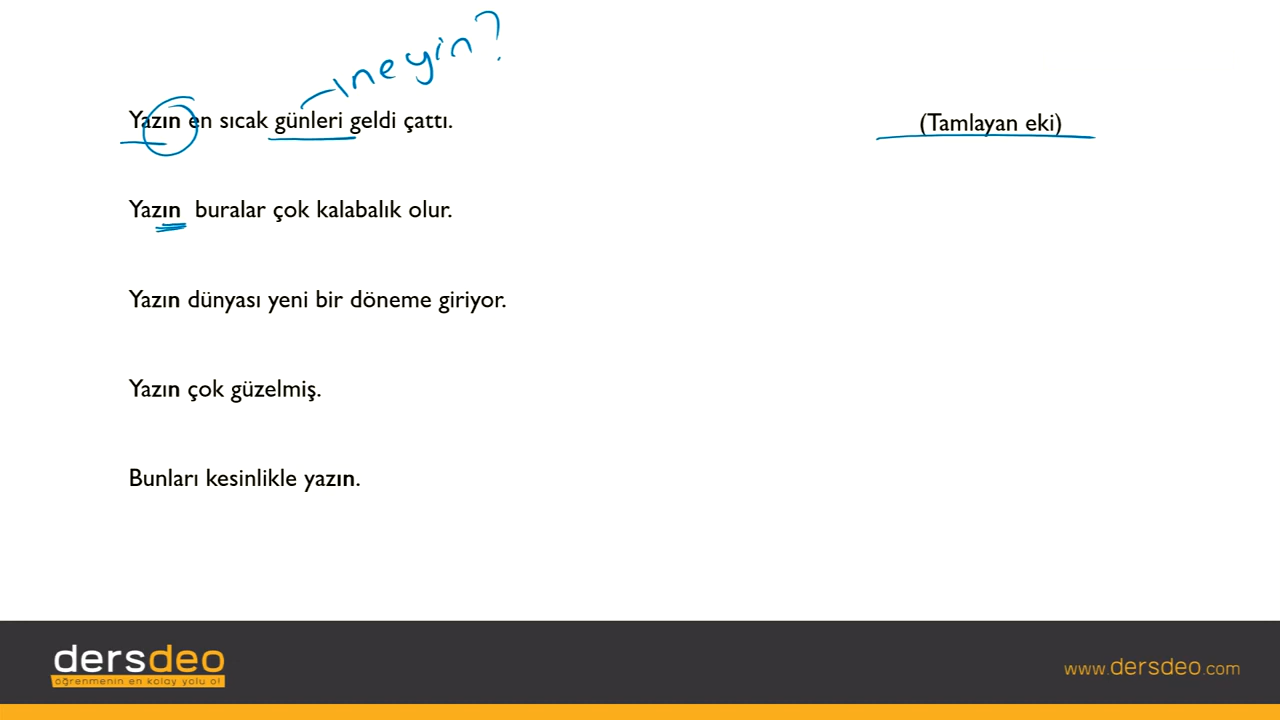 neyin?
Yazın en sıcak günleri geldi çattı. (Tamlayan eki)
Yazın buralar çok kalabalık olur.
Yazın dünyası yeni bir döneme giriyor.
Yazın çok güzelmiş.
Bunları kesinlikle yazın.
dersdeo
öğrenmenin en kolay yolu o!
www.dersdeo.com